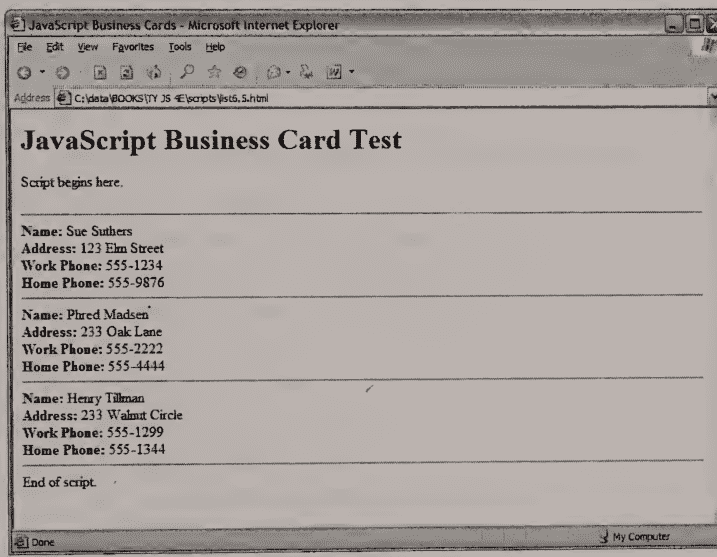 JavaScript Business Cards - Microsoft Internet Explorer
File Edit View Favorites Tools Help
Address C:\data\BOOKS\TY JS 4E\scripts\list6.5.html
JavaScript Business Card Test
Script begins here.
Name: Sue Suthers
Address: 123 Elm Street
Work Phone: 555-1234
Home Phone: 555-9876
Name: Phred Madsen
Address: 233 Oak Lane
Work Phone: 555-2222
Home Phone: 555-4444
Name: Henry Tillman
Address: 233 Walnut Circle
Work Phone: 555-1299
Home Phone: 555-1344
End of script.
Done My Computer